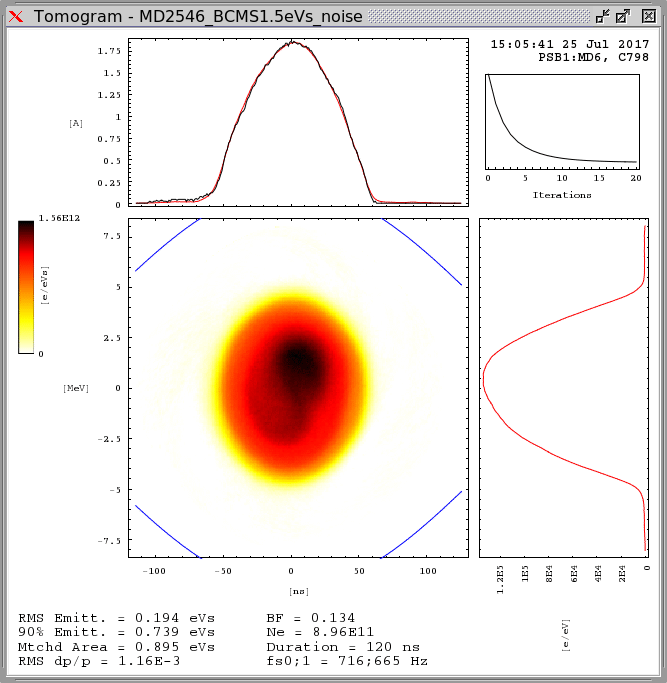 Tomogram - MD2546_BCMS1.5eVs_noise
15:05:41 25 Jul 2017
PSB1:MD6, C798
1.75
1.5
1.25
1
0.75
0.5
0.25
0
[A]
0 5 10 15 20
Iterations
1.56E12
[e/eVs]
0
7.5
5
2.5
0
-2.5
-5
-7.5
[MeV]
-100 -50 0 50 100
[ns]
1.2E5 1E5 8E4 6E4 4E4 2E4 0
[e/eV]
RMS Emitt. = 0.194 eVs BF = 0.134
90% Emitt. = 0.739 eVs Ne = 8.96E11
Mtchd Area = 0.895 eVs Duration = 120 ns
RMS dp/p = 1.16E-3 fs0;1 = 716;665 Hz